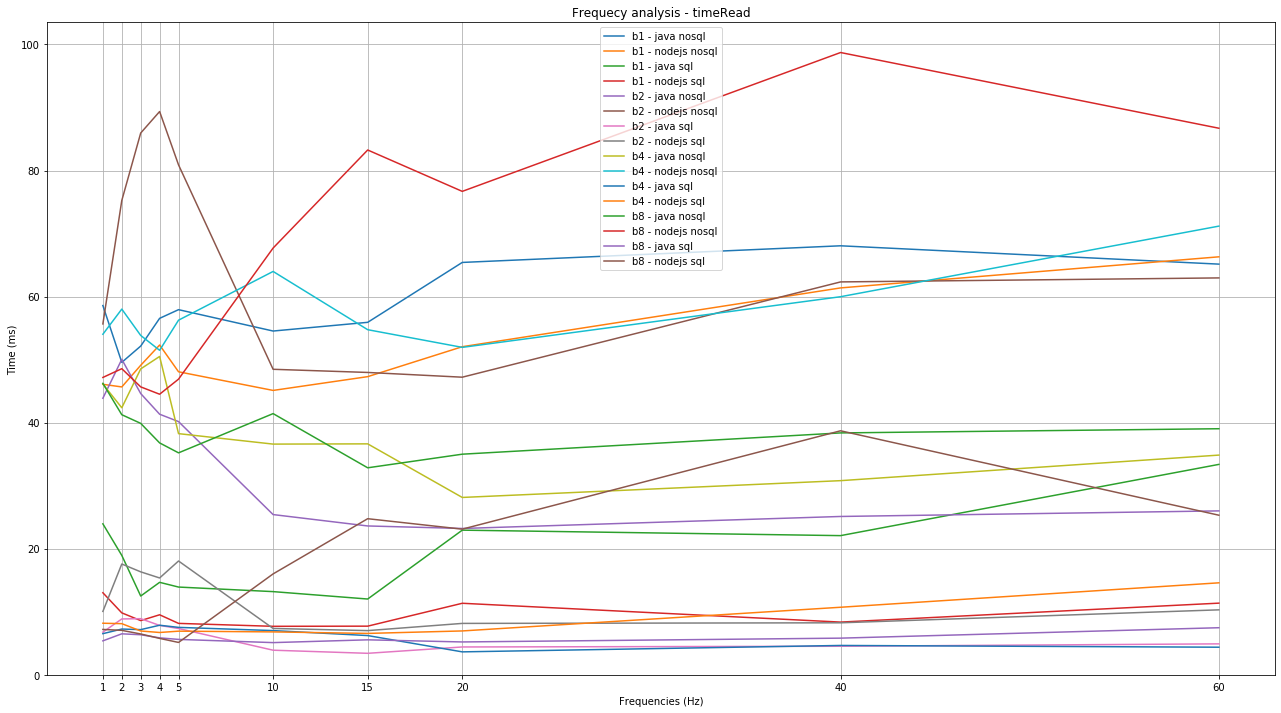 Frequecy analysis - timeRead
b1 - java nosql
b1 - nodejs nosql
b1 - java sql
b1 - nodejs sql
b2 - java nosql
b2 - nodejs nosql
b2 - java sql
b2 - nodejs sql
b4 - java nosql
b4 - nodejs nosql
b4 - java sql
b4 - nodejs sql
b8 - java nosql
b8 - nodejs nosql
b8 - java sql
b8 - nodejs sql
100
80
60
40
20
0
Time (ms)
1 2 3 4 5 10 15 20 40 60
Frequencies (Hz)